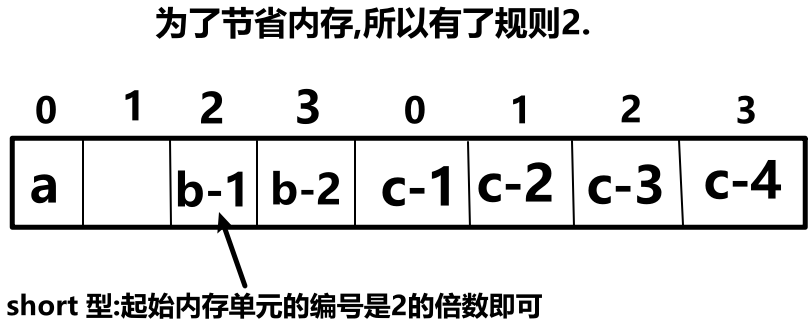 为了节省内存,所以有了规则2.
0 1 2 3 0 1 2 3
a b-1 b-2 c-1 c-2 c-3 c-4
short 型:起始内存单元的编号是2的倍数即可